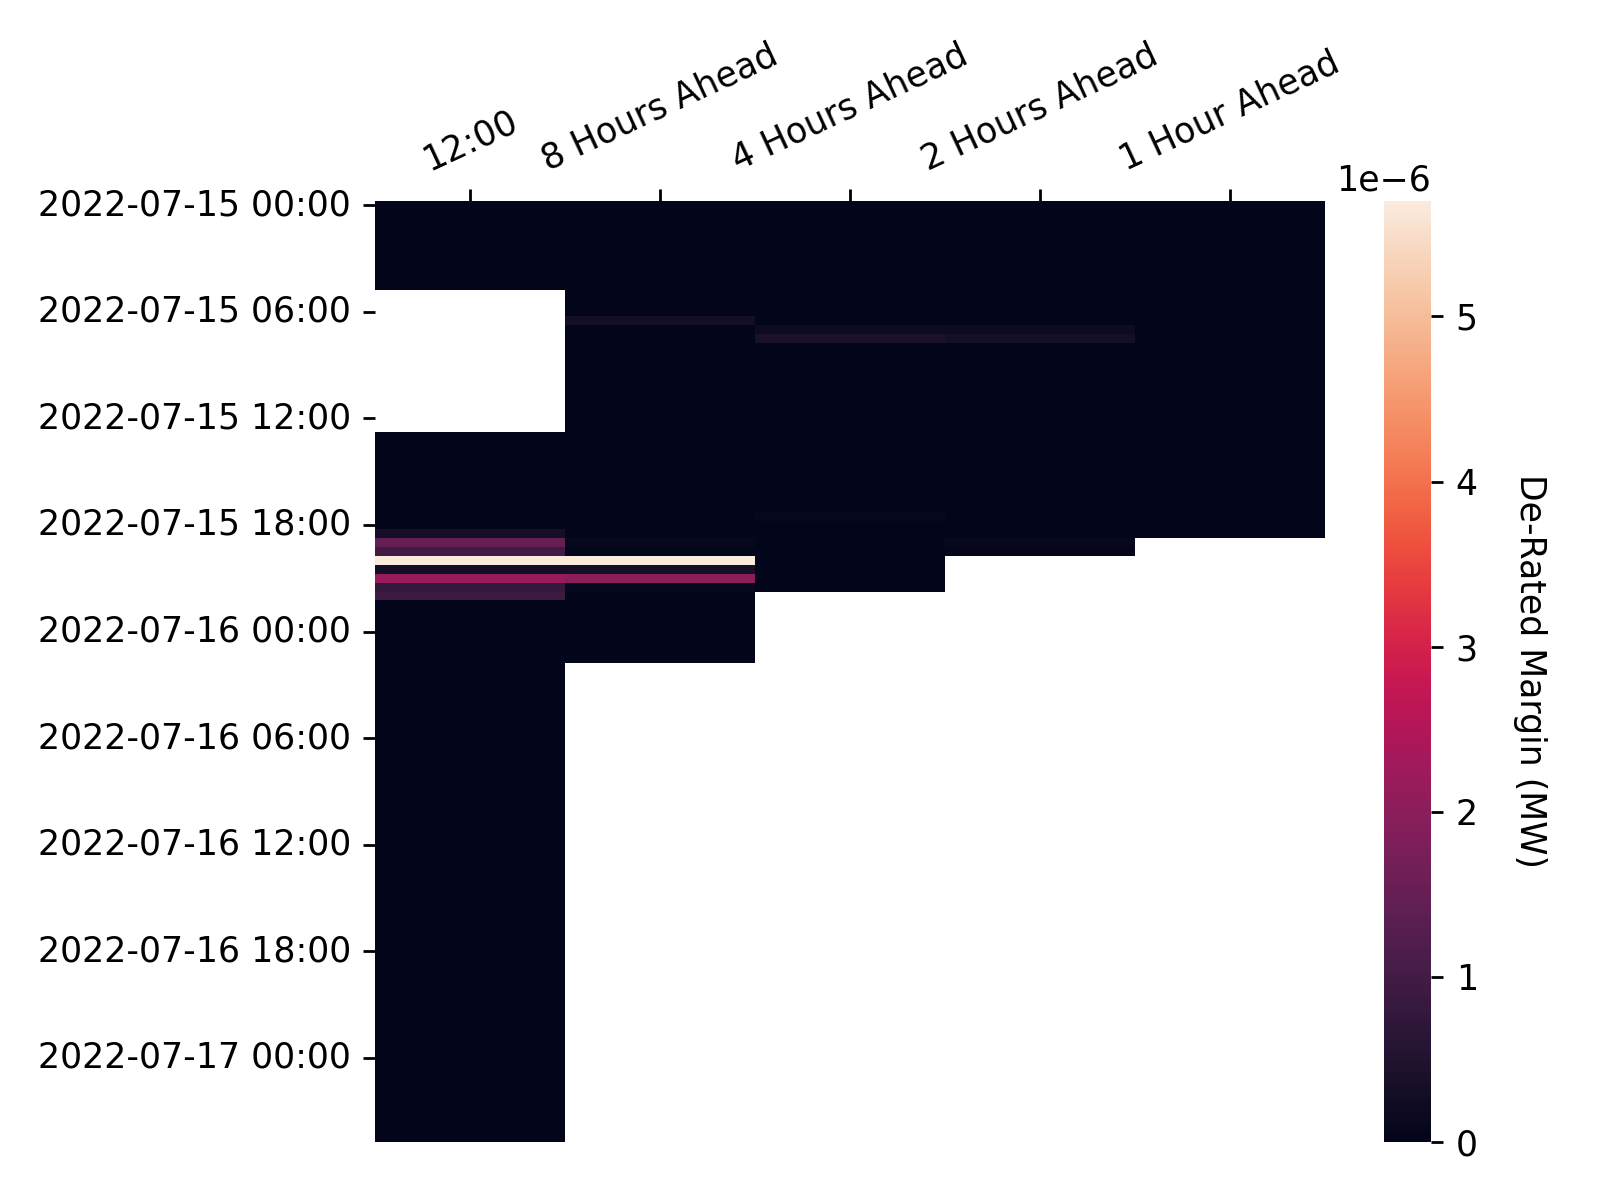 12:00
8 Hours Ahead
4 Hours Ahead
2 Hours Ahead
1 Hour Ahead
1e−6
2022-07-15 00:00
2022-07-15 06:00
2022-07-15 12:00
2022-07-15 18:00
2022-07-16 00:00
2022-07-16 06:00
2022-07-16 12:00
2022-07-16 18:00
2022-07-17 00:00
5
4
3
2
1
0
De-Rated Margin (MW)